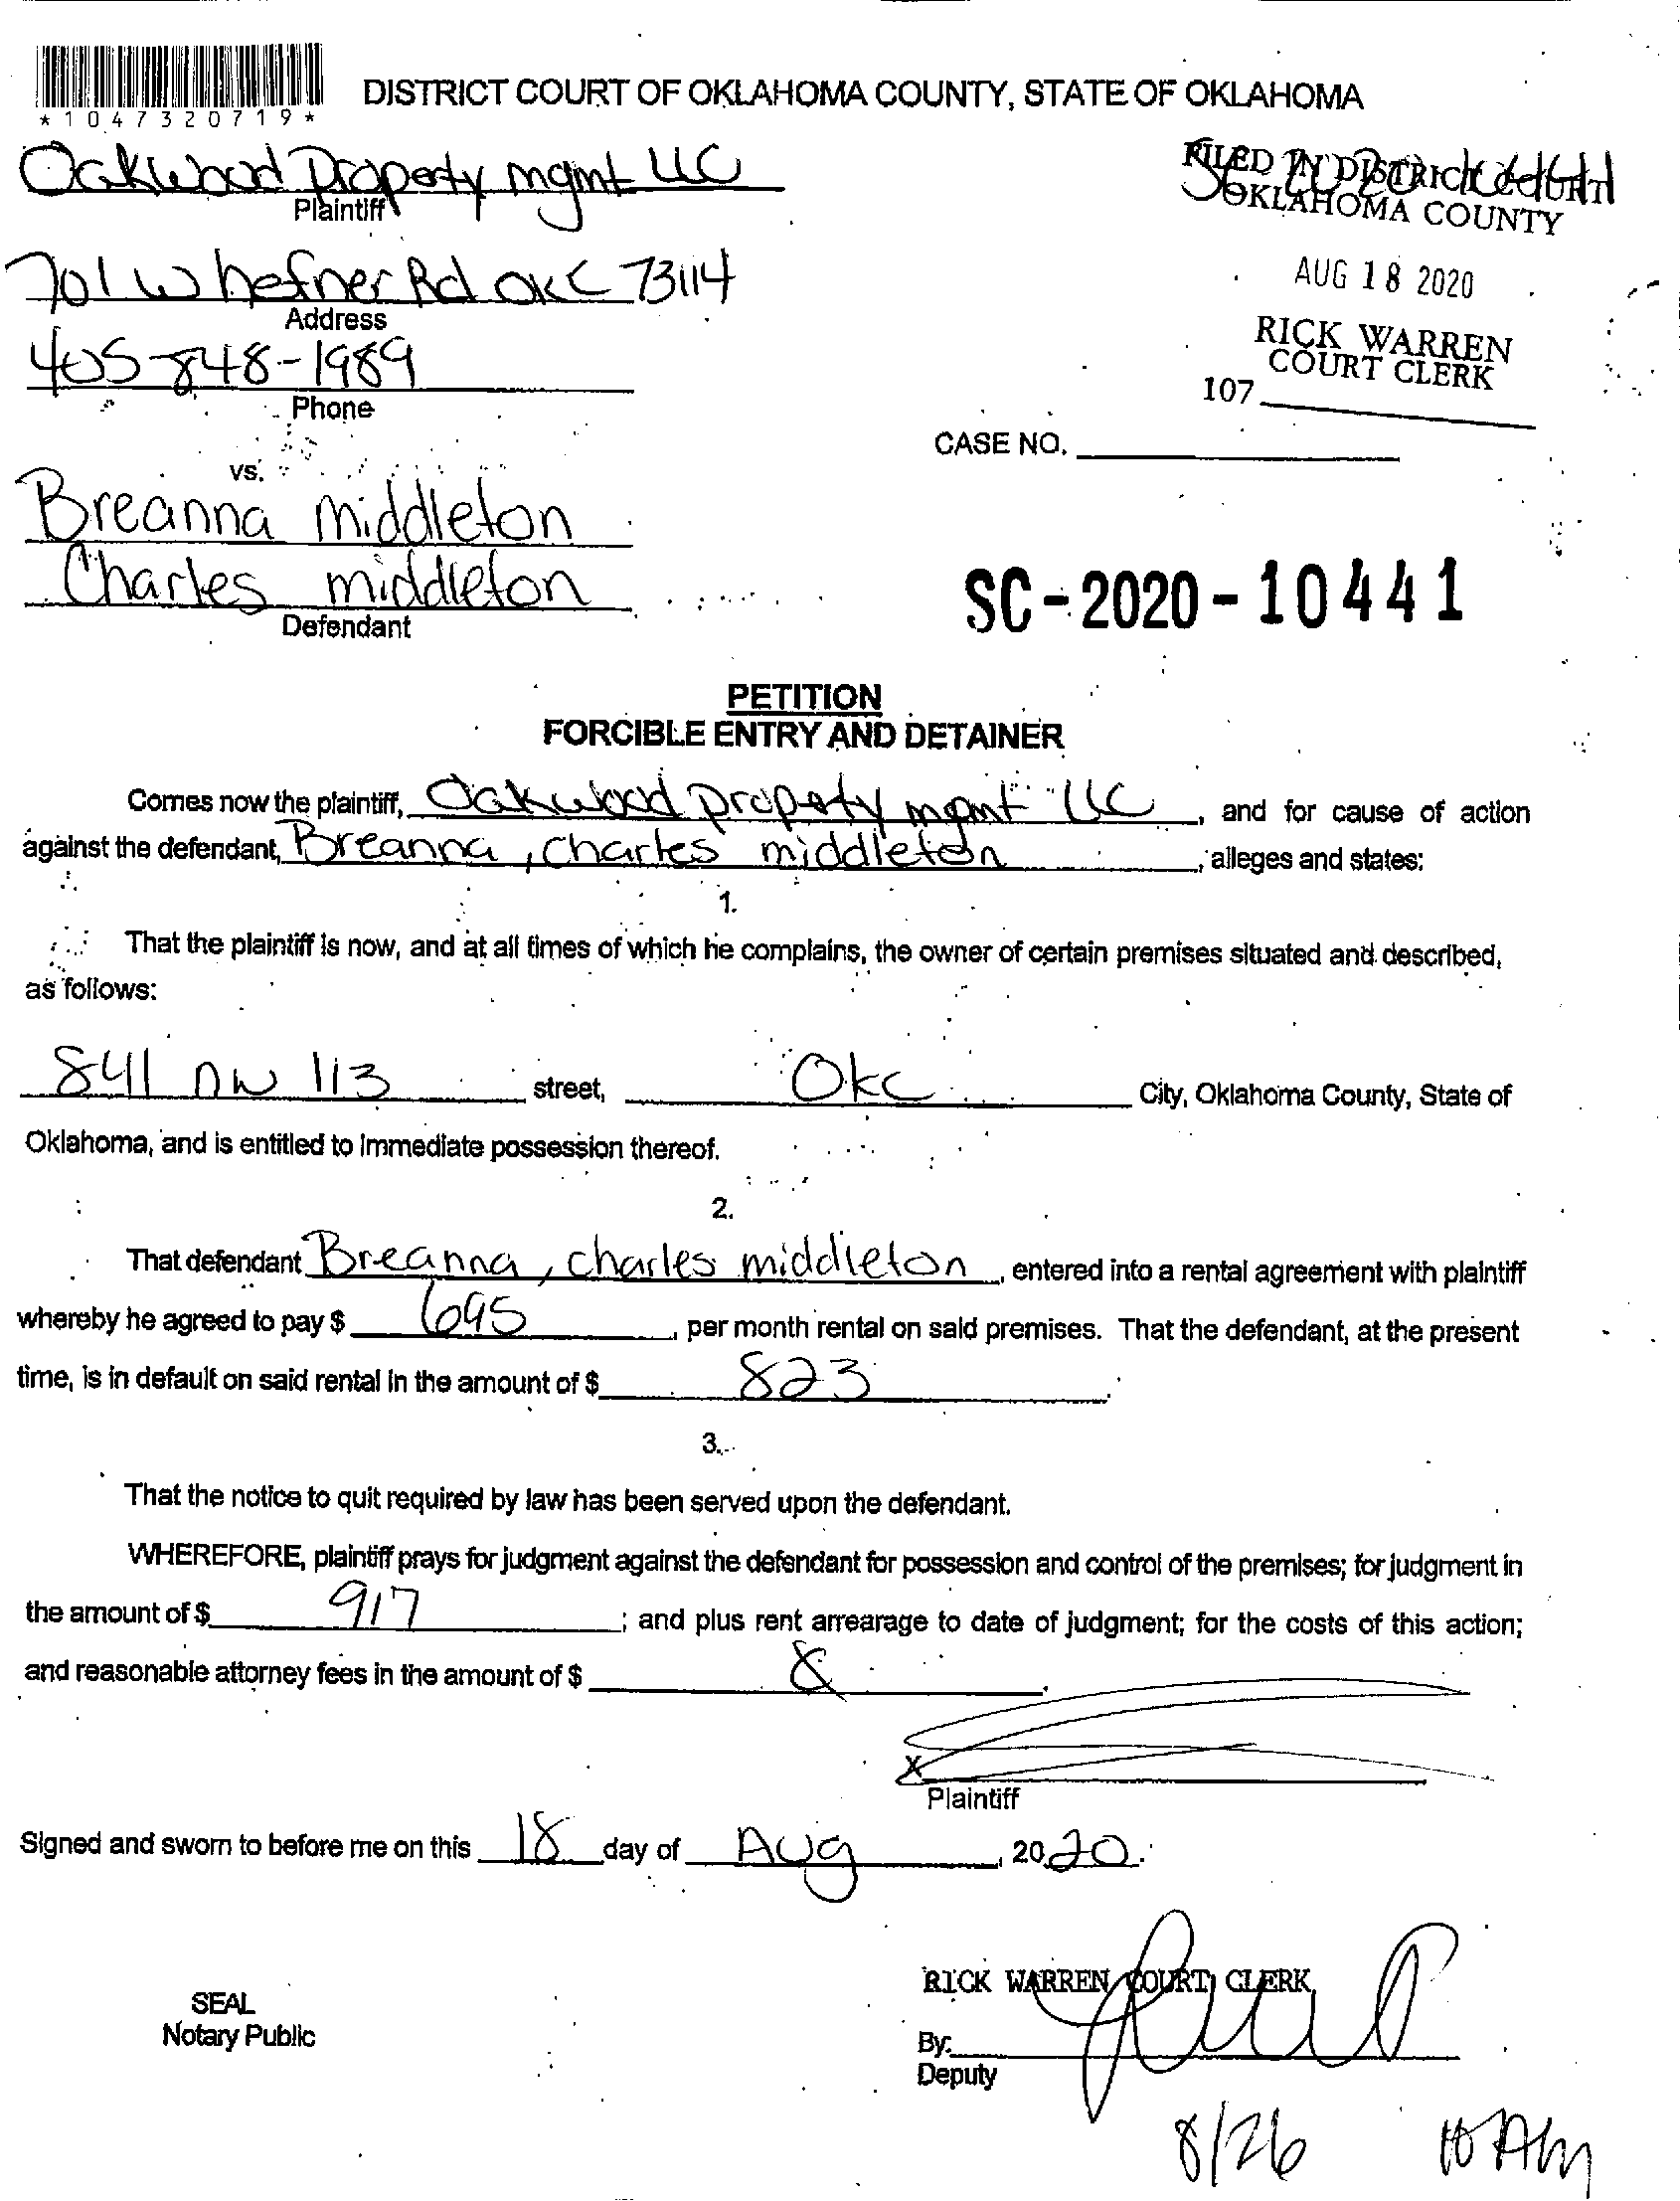 *1047320719*
DISTRICT COURT OF OKLAHOMA COUNTY, STATE OF OKLAHOMA
Oakwood Property mgmt LLC
Plaintiff
FILED IN DISTRICT COURT
OKLAHOMA COUNTY
701 W hefner Rd OKC 73114
Address
AUG 18 2020
405-848-1989
Phone
RICK WARREN
COURT CLERK
107
CASE NO.
vs.
Breanna middleton
Charles middleton
Defendant
SC-2020-10441
PETITION
FORCIBLE ENTRY AND DETAINER
Comes now the plaintiff, Oakwood property mgmt LLC, and for cause of action
against the defendant, Breanna, charles middleton, alleges and states:
1.
That the plaintiff is now, and at all times of which he complains, the owner of certain premises situated and described,
as follows:
841 nw 113 street, Okc City, Oklahoma County, State of
Oklahoma, and is entitled to immediate possession thereof.
2.
That defendant Breanna, charles middleton, entered into a rental agreement with plaintiff
whereby he agreed to pay $ 695, per month rental on said premises. That the defendant, at the present
time, is in default on said rental in the amount of $ 823.
3.
That the notice to quit required by law has been served upon the defendant.
WHEREFORE, plaintiff prays for judgment against the defendant for possession and control of the premises; for judgment in
the amount of $ 917; and plus rent arrearage to date of judgment; for the costs of this action;
and reasonable attorney fees in the amount of $
X
Plaintiff
Signed and sworn to before me on this 18 day of Aug, 2020.
RICK WARREN COURT CLERK
SEAL
Notary Public
By:
Deputy
8/26 10 Am